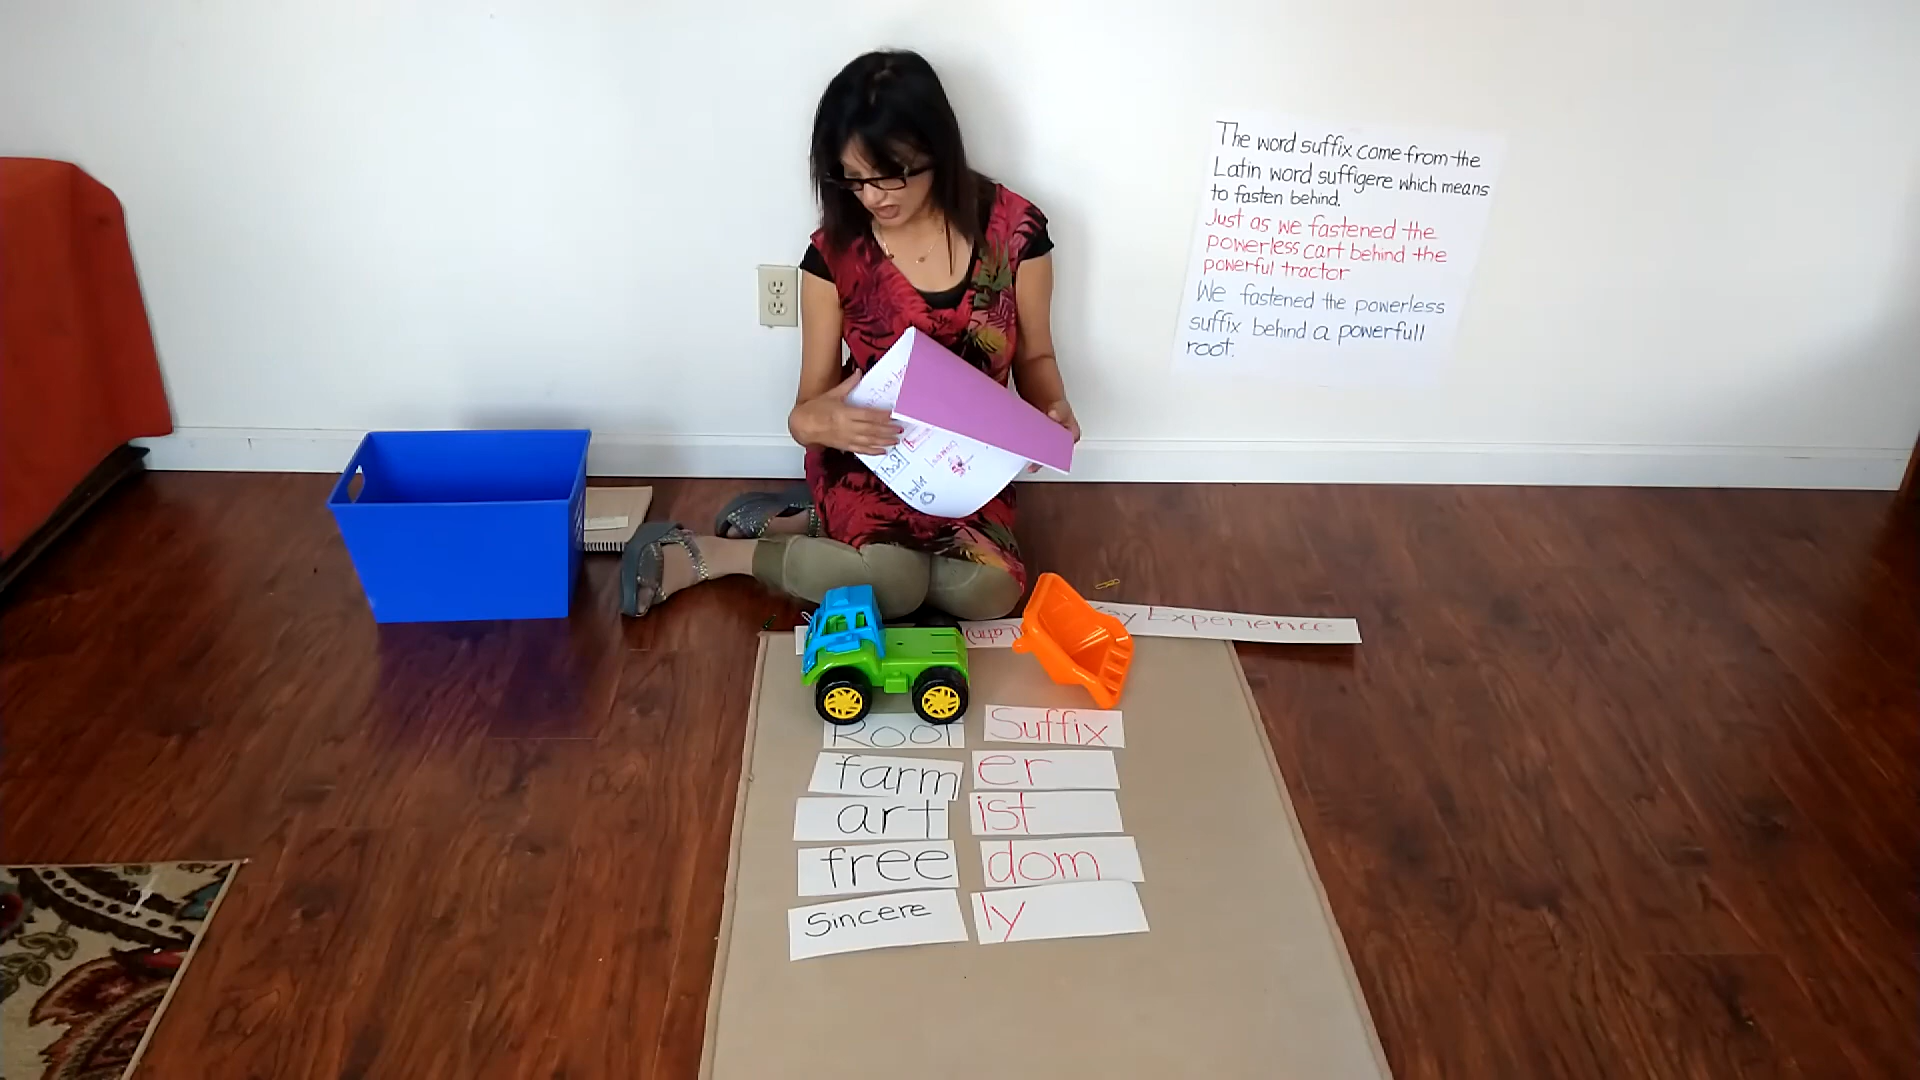 The word suffix come from the
Latin word suffigere which means
to fasten behind.
Just as we fastened the
powerless cart behind the
powerful tractor
We fastened the powerless
suffix behind a powerfull
root.
Experience
(Latin)
Root Suffix
farm er
art ist
free dom
Sincere ly